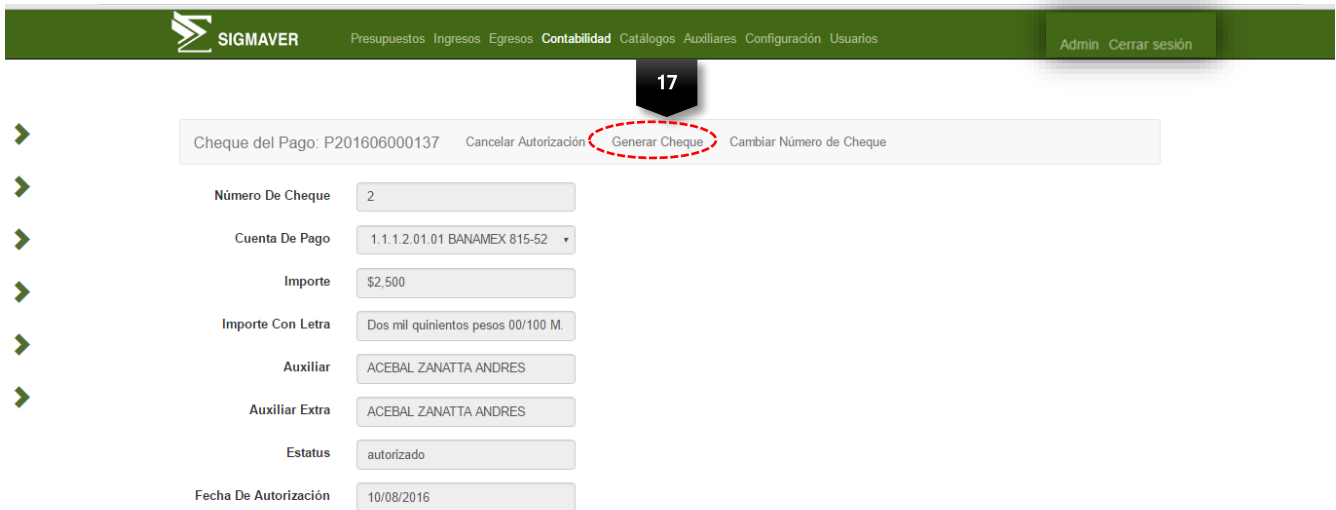 SIGMAVER Presupuestos Ingresos Egresos Contabilidad Catálogos Auxiliares Configuración Usuarios Admin Cerrar sesión
17
Cheque del Pago: P201606000137 Cancelar Autorización Generar Cheque Cambiar Número de Cheque
Número De Cheque 2
Cuenta De Pago 1.1.1.2.01.01 BANAMEX 815-52
Importe $2,500
Importe Con Letra Dos mil quinientos pesos 00/100 M.
Auxiliar ACEBAL ZANATTA ANDRES
Auxiliar Extra ACEBAL ZANATTA ANDRES
Estatus autorizado
Fecha De Autorización 10/08/2016